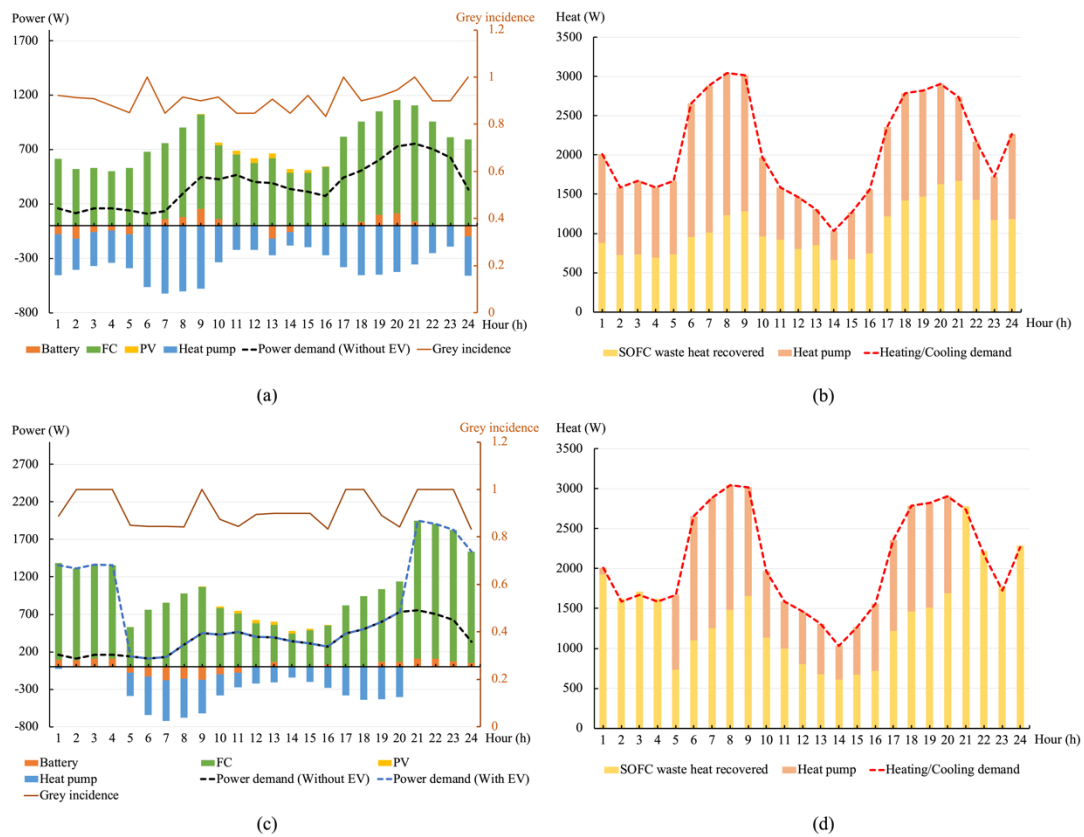 Power (W)
Grey incidence
1700
1200
700
200
-300
-800
1.2
1
0.8
0.6
0.4
0.2
0
1 2 3 4 5 6 7 8 9 10 11 12 13 14 15 16 17 18 19 20 21 22 23 24 Hour (h)
Battery FC PV Heat pump Power demand (Without EV) Grey incidence
(a)
Heat (W)
3500
3000
2500
2000
1500
1000
500
0
1 2 3 4 5 6 7 8 9 10 11 12 13 14 15 16 17 18 19 20 21 22 23 24 Hour (h)
SOFC waste heat recovered Heat pump Heating/Cooling demand
(b)
Power (W)
Grey incidence
2700
2200
1700
1200
700
200
-300
-800
1.2
1
0.8
0.6
0.4
0.2
0
1 2 3 4 5 6 7 8 9 10 11 12 13 14 15 16 17 18 19 20 21 22 23 24 Hour (h)
Battery FC PV
Heat pump Power demand (Without EV) Power demand (With EV)
Grey incidence
(c)
Heat (W)
3500
3000
2500
2000
1500
1000
500
0
1 2 3 4 5 6 7 8 9 10 11 12 13 14 15 16 17 18 19 20 21 22 23 24 Hour (h)
SOFC waste heat recovered Heat pump Heating/Cooling demand
(d)